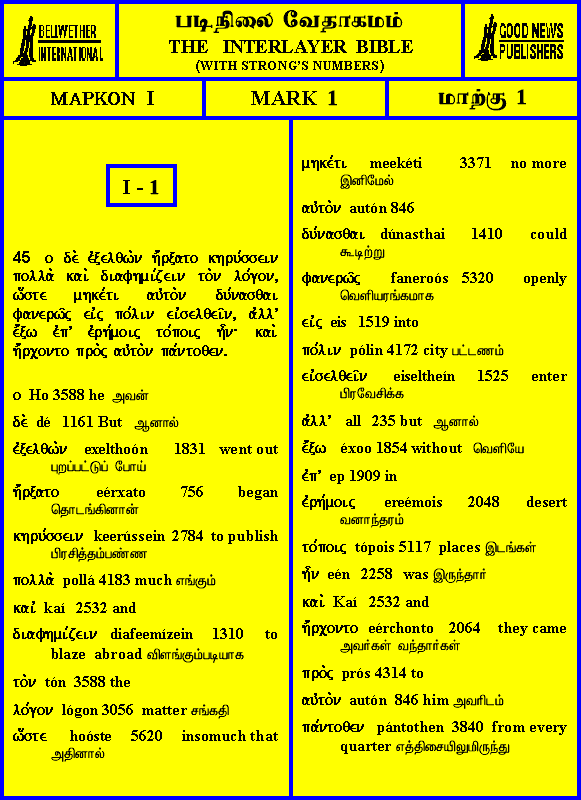 BELLWETHER
INTERNATIONAL
படிநிலை வேதாகமம்
THE INTERLAYER BIBLE
(WITH STRONG'S NUMBERS)
GOOD NEWS
PUBLISHERS
ΜΑΡΚΟΝ Ι
MARK 1
மாற்கு 1
I - 1
45 ο δὲ ἐξελθὼν ἤρξατο κηρύσσειν
πολλὰ καὶ διαφημίζειν τὸν λόγον,
ὥστε μηκέτι αὐτὸν δύνασθαι
φανερῶς εἰς πόλιν εἰσελθεῖν, ἀλλ'
ἔξω ἐπ' ἐρήμοις τόποις ἦν· καὶ
ἤρχοντο πρὸς αὐτὸν πάντοθεν.
ο Ho 3588 he அவன்
δὲ dé 1161 But ஆனால்
ἐξελθὼν exelthoón 1831 went out
புறப்பட்டுப் போய்
ἤρξατο eérxato 756 began
தொடங்கினான்
κηρύσσειν keerússein 2784 to publish
பிரசித்தம்பண்ண
πολλὰ pollá 4183 much எங்கும்
καἰ kaí 2532 and
διαφημίζειν diafeemízein 1310 to
blaze abroad விளங்கும்படியாக
τὸν tón 3588 the
λόγον lógon 3056 matter சங்கதி
ὥστε hoóste 5620 insomuch that
அதினால்
μηκέτι meekéti 3371 no more
இனிமேல்
αὐτὸν autón 846
δύνασθαι dúnasthai 1410 could
கூடிற்று
φανερῶς faneroós 5320 openly
வெளியரங்கமாக
εἰς eis 1519 into
πόλιν pólin 4172 city பட்டணம்
εἰσελθεῖν eiseltheín 1525 enter
பிரவேசிக்க
ἀλλ' all 235 but ஆனால்
ἔξω éxoo 1854 without வெளியே
ἐπ' ep 1909 in
ἐρήμοις ereémois 2048 desert
வனாந்தரம்
τόποις tópois 5117 places இடங்கள்
ἦν eén 2258 was இருந்தார்
καὶ Kaí 2532 and
ἤρχοντο eérchonto 2064 they came
அவர்கள் வந்தார்கள்
πρὸς prós 4314 to
αὐτὸν autón 846 him அவரிடம்
πάντοθεν pántothen 3840 from every
quarter எத்திசையிலுமிருந்து